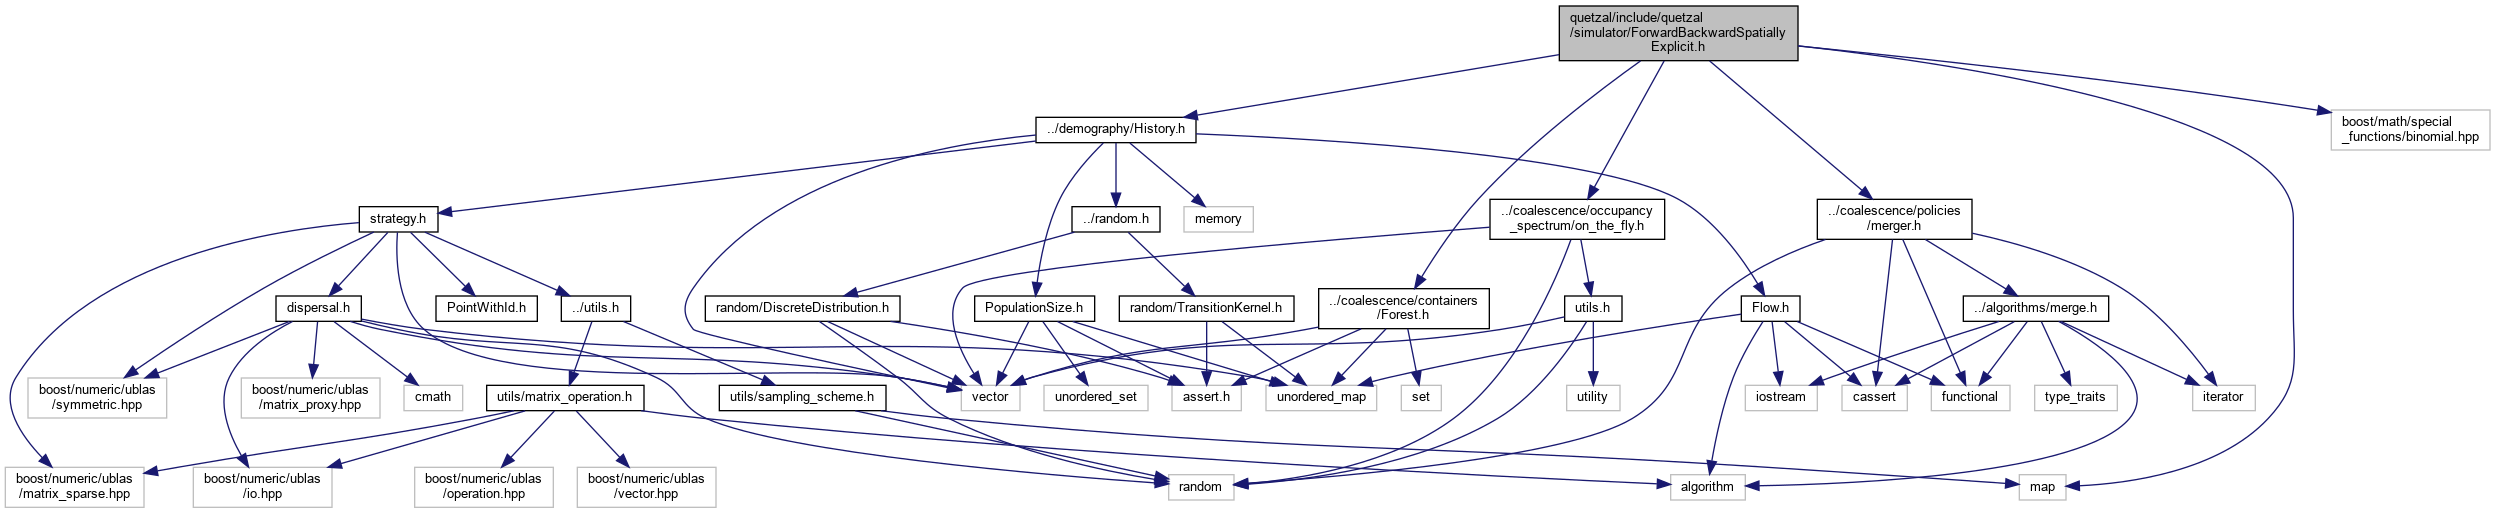 quetzal/include/quetzal
/simulator/ForwardBackwardSpatially
Explicit.h
../demography/History.h
boost/math/special
_functions/binomial.hpp
strategy.h
../random.h
memory
../coalescence/occupancy
_spectrum/on_the_fly.h
../coalescence/policies
/merger.h
dispersal.h
PointWithId.h
../utils.h
random/DiscreteDistribution.h
PopulationSize.h
random/TransitionKernel.h
../coalescence/containers
/Forest.h
utils.h
Flow.h
../algorithms/merge.h
boost/numeric/ublas
/symmetric.hpp
boost/numeric/ublas
/matrix_proxy.hpp
cmath
utils/matrix_operation.h
utils/sampling_scheme.h
vector
unordered_set
assert.h
unordered_map
set
utility
iostream
cassert
functional
type_traits
iterator
boost/numeric/ublas
/matrix_sparse.hpp
boost/numeric/ublas
/io.hpp
boost/numeric/ublas
/operation.hpp
boost/numeric/ublas
/vector.hpp
random
algorithm
map